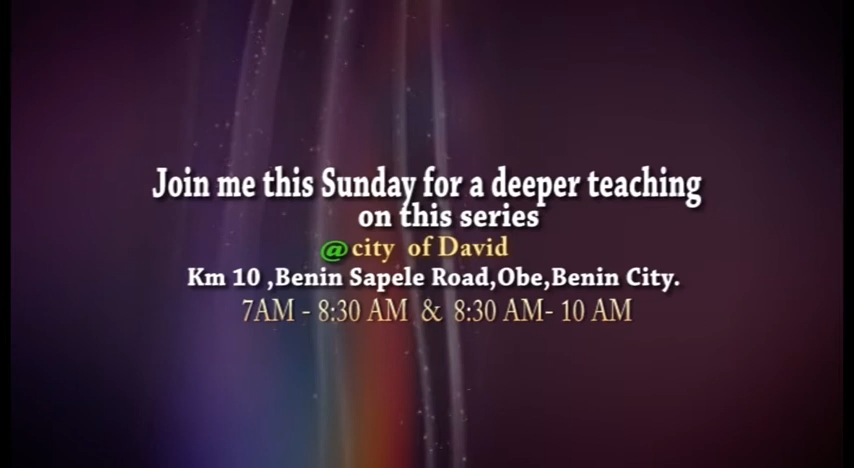 Join me this Sunday for a deeper teaching
on this series
@city of David
Km 10 ,Benin Sapele Road,Obe,Benin City.
7AM - 8:30 AM & 8:30 AM- 10 AM